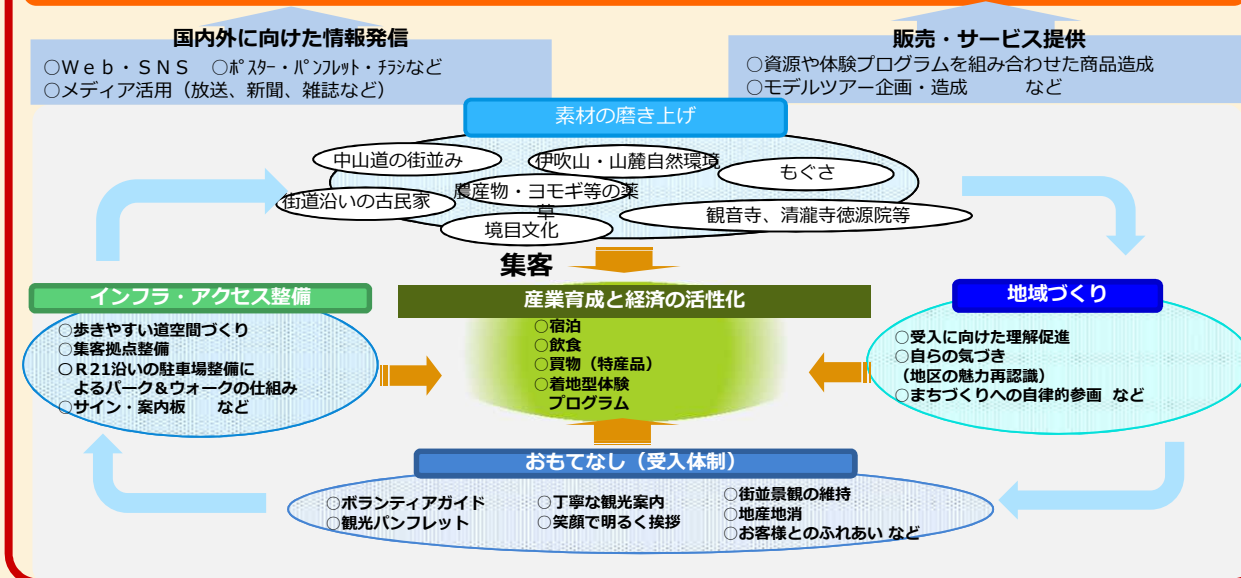 国内外に向けた情報発信
○Ｗｅｂ・ＳＮＳ　○ﾎﾟｽﾀｰ・ﾊﾟﾝﾌﾚｯﾄ・ﾁﾗｼなど
○メディア活用（放送、新聞、雑誌など）
販売・サービス提供
○資源や体験プログラムを組み合わせた商品造成
○モデルツアー企画・造成　　　など
素材の磨き上げ
中山道の街並み
伊吹山・山麓自然環境
もぐさ
街道沿いの古民家
農産物・ヨモギ等の薬
草
観音寺、清瀧寺徳源院等
境目文化
集客
インフラ・アクセス整備
○歩きやすい道空間づくり
○集客拠点整備
○Ｒ21沿いの駐車場整備に
よるパーク＆ウォークの仕組み
○サイン・案内板　　など
産業育成と経済の活性化
○宿泊
○飲食
○買物（特産品）
○着地型体験
プログラム
地域づくり
○受入に向けた理解促進
○自らの気づき
（地区の魅力再認識）
○まちづくりへの自律的参画 など
おもてなし（受入体制）
○ボランティアガイド
○観光パンフレット
○丁寧な観光案内
○笑顔で明るく挨拶
○街並景観の維持
○地産地消
○お客様とのふれあい など